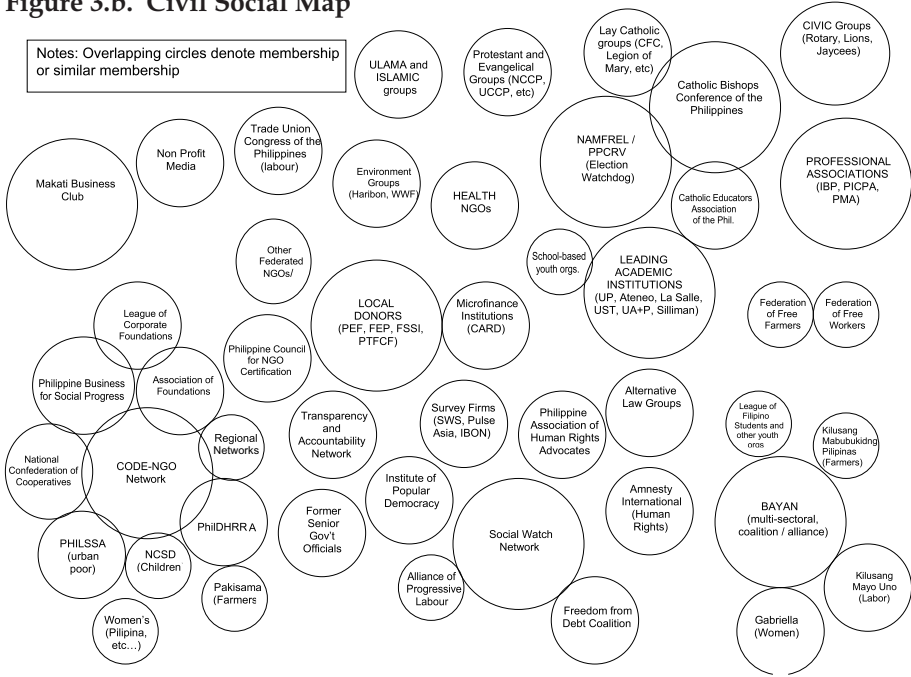 Figure 3.b. Civil Social Map
Notes: Overlapping circles denote membership
or similar membership
ULAMA and
ISLAMIC
groups
Protestant and
Evangelical
Groups (NCCP,
UCCP, etc)
Lay Catholic
groups (CFC,
Legion of
Mary, etc)
CIVIC Groups
(Rotary, Lions,
Jaycees)
Catholic Bishops
Conference of the
Philippines
Makati Business
Club
Non Profit
Media
Trade Union
Congress of the
Philippines
(labour)
Environment
Groups
(Haribon, WWF)
HEALTH
NGOs
NAMFREL /
PPCRV
(Election
Watchdog)
Catholic Educators
Association
of the Phil.
PROFESSIONAL
ASSOCIATIONS
(IBP, PICPA,
PMA)
Other
Federated
NGOs/
School-based
youth orgs.
LEADING
ACADEMIC
INSTITUTIONS
(UP, Ateneo, La Salle,
UST, UA+P, Silliman)
LOCAL
DONORS
(PEF, FEP, FSSI,
PTFCF)
Microfinance
Institutions
(CARD)
Federation
of Free
Farmers
Federation
of Free
Workers
League of
Corporate
Foundations
Philippine Council
for NGO
Certification
Philippine Business
for Social Progress
Association of
Foundations
Transparency
and
Accountability
Network
Survey Firms
(SWS, Pulse
Asia, IBON)
Philippine
Association of
Human Rights
Advocates
Alternative
Law Groups
League of
Filipino
Students and
other youth
oros
Kilusang
Mabubukidng
Pilipinas
(Farmers)
Regional
Networks
National
Confederation of
Cooperatives
CODE-NGO
Network
Institute of
Popular
Democracy
Amnesty
International
(Human
Rights)
BAYAN
(multi-sectoral,
coalition / alliance)
PhilDHRR A
Former
Senior
Gov't
Officials
Social Watch
Network
PHILSSA
(urban
poor)
NCSD
(Children
Pakisama
(Farmers
Alliance of
Progressive
Labour
Kilusang
Mayo Uno
(Labor)
Women's
(Pilipina,
etc…)
Freedom from
Debt Coalition
Gabriella
(Women)